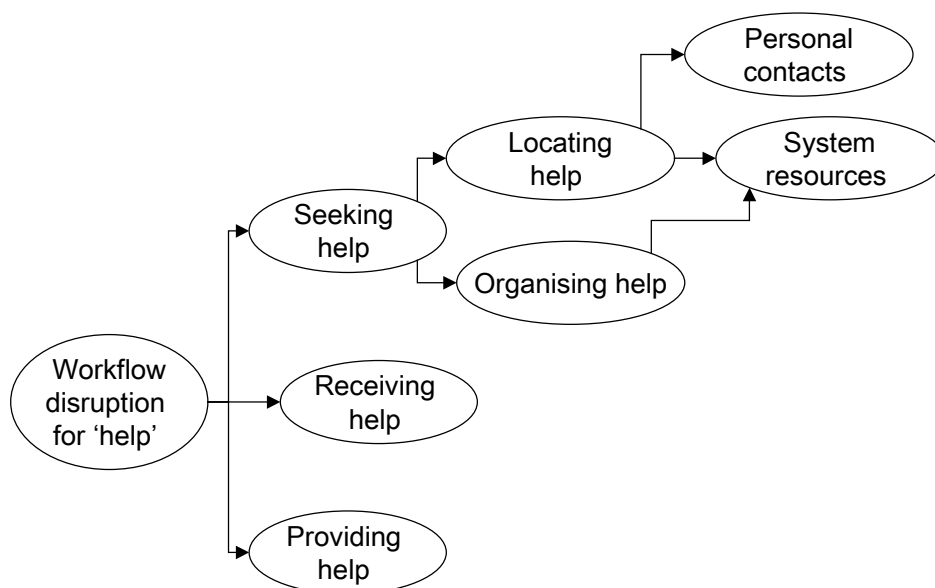 Personal
contacts
Locating
help
System
resources
Seeking
help
Organising help
Workflow
disruption
for ‘help’
Receiving
help
Providing
help